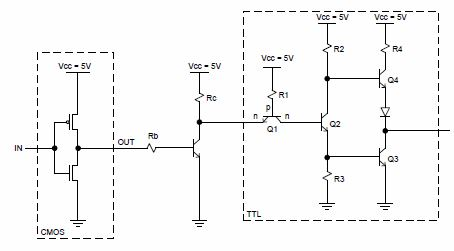 Vcc = 5V
Vcc = 5V
Vcc = 5V
Vcc = 5V
Vcc = 5V
R2
R4
Rc
R1
Q4
p
n
n
Q1
Q2
IN
OUT
Rb
Q3
R3
CMOS
TTL